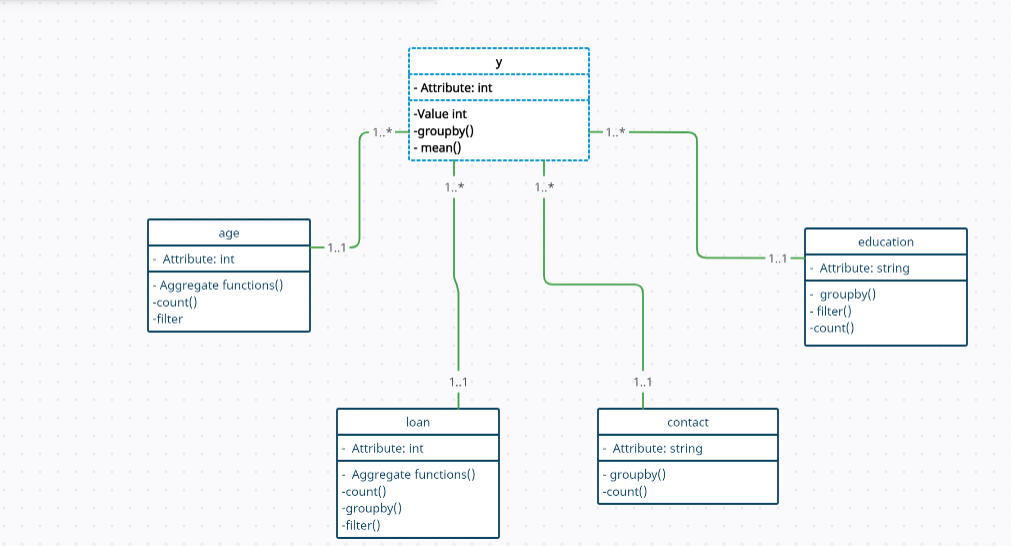 y
- Attribute: int
-Value int
-groupby()
- mean()
1..*
1..*
1..*
1..*
age
- Attribute: int
- Aggregate functions()
-count()
-filter
1..1
education
- Attribute: string
- groupby()
- filter()
-count()
1..1
1..1
1..1
loan
- Attribute: int
- Aggregate functions()
-count()
-groupby()
-filter()
contact
- Attribute: string
- groupby()
-count()